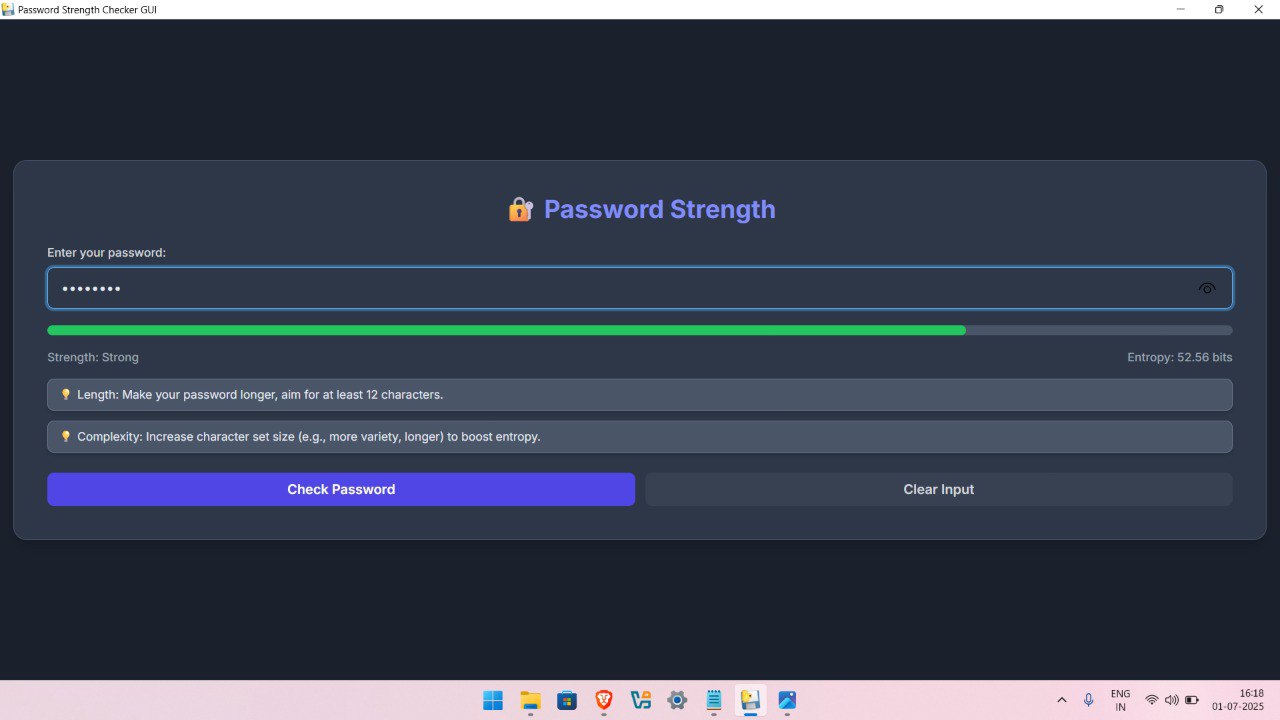 Password Strength Checker GUI
🔐 Password Strength
Enter your password:
••••••••
Strength: Strong
Entropy: 52.56 bits
💡 Length: Make your password longer, aim for at least 12 characters.
💡 Complexity: Increase character set size (e.g., more variety, longer) to boost entropy.
Check Password
Clear Input
ENG
IN
16:18
01-07-2025